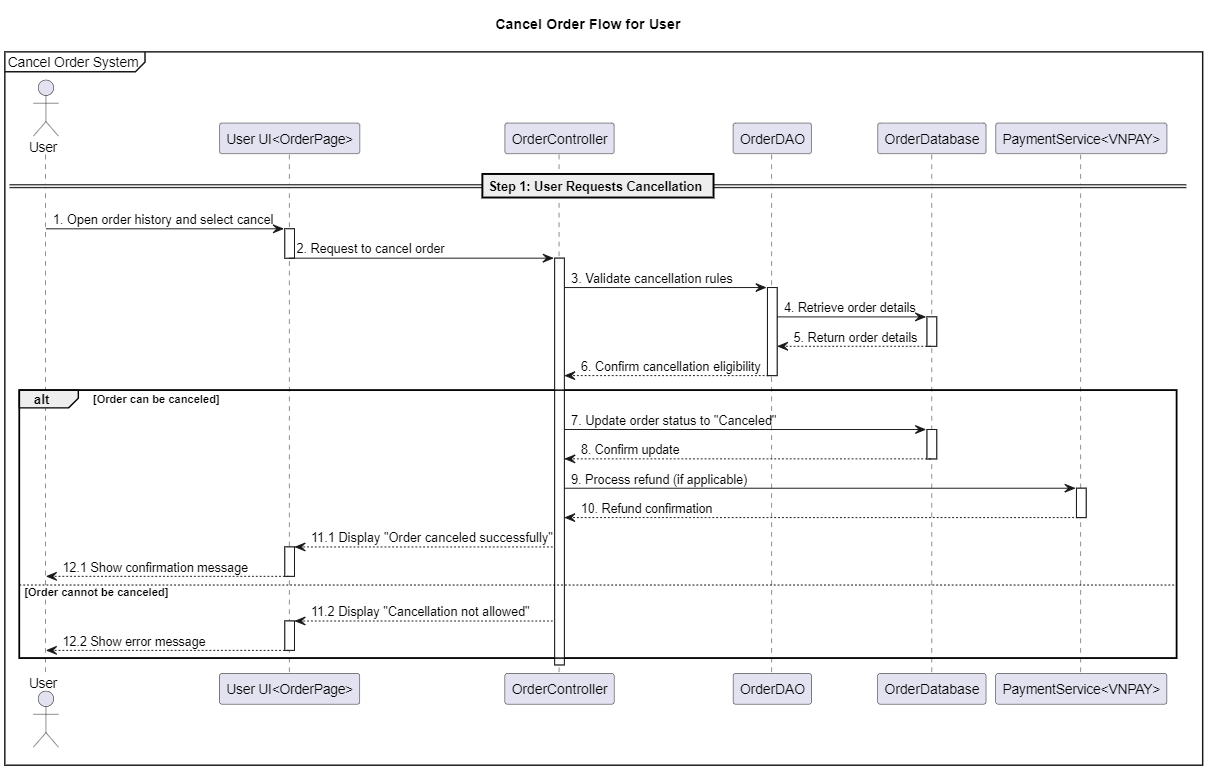 Cancel Order Flow for User
Cancel Order System
User
User UI<OrderPage>
OrderController
OrderDAO
OrderDatabase
PaymentService<VNPAY>
Step 1: User Requests Cancellation
1. Open order history and select cancel
2. Request to cancel order
3. Validate cancellation rules
4. Retrieve order details
5. Return order details
6. Confirm cancellation eligibility
alt
[Order can be canceled]
7. Update order status to "Canceled"
8. Confirm update
9. Process refund (if applicable)
10. Refund confirmation
11.1 Display "Order canceled successfully"
12.1 Show confirmation message
[Order cannot be canceled]
11.2 Display "Cancellation not allowed"
12.2 Show error message
User
User UI<OrderPage>
OrderController
OrderDAO
OrderDatabase
PaymentService<VNPAY>